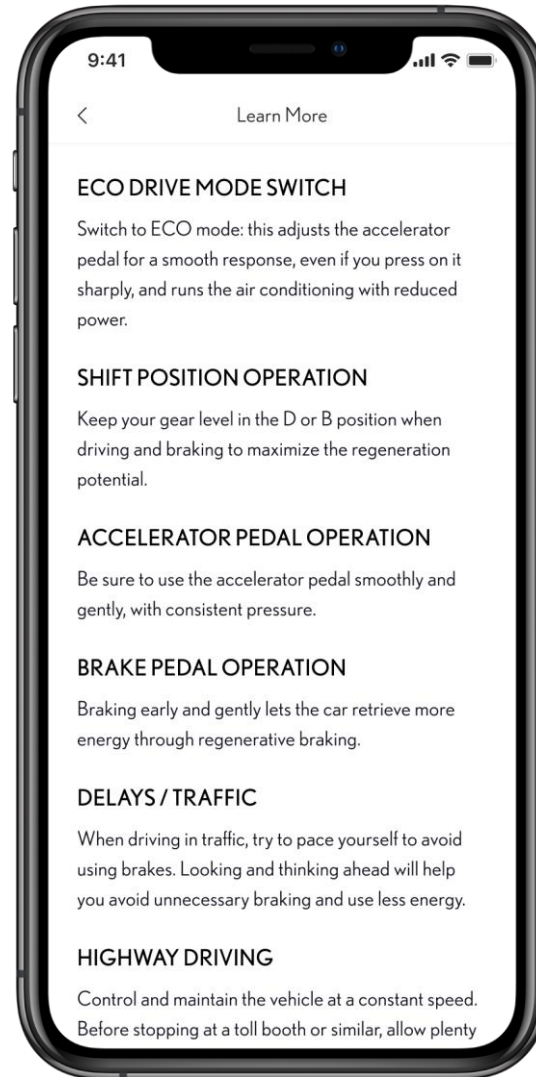 9:41
Learn More
ECO DRIVE MODE SWITCH
Switch to ECO mode: this adjusts the accelerator
pedal for a smooth response, even if you press on it
sharply, and runs the air conditioning with reduced
power.
SHIFT POSITION OPERATION
Keep your gear level in the D or B position when
driving and braking to maximize the regeneration
potential.
ACCELERATOR PEDAL OPERATION
Be sure to use the accelerator pedal smoothly and
gently, with consistent pressure.
BRAKE PEDAL OPERATION
Braking early and gently lets the car retrieve more
energy through regenerative braking.
DELAYS / TRAFFIC
When driving in traffic, try to pace yourself to avoid
using brakes. Looking and thinking ahead will help
you avoid unnecessary braking and use less energy.
HIGHWAY DRIVING
Control and maintain the vehicle at a constant speed.
Before stopping at a toll booth or similar, allow plenty